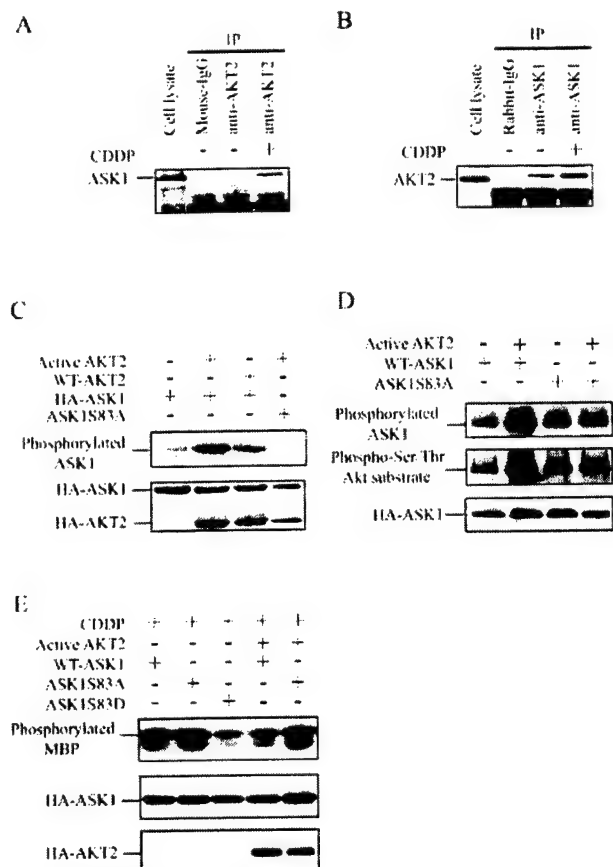 A
IP
Cell lysate
Mouse-IgG
anti-AKT2
anti-AKT2
CDDP - - +
ASK1
B
IP
Cell lysate
Rabbit-IgG
anti-ASK1
anti-ASK1
CDDP - - +
AKT2
C
Active AKT2 - + - +
WT-AKT2 - - + -
HA-ASK1 + + + -
ASK1S83A - - - +
Phosphorylated
ASK1
HA-ASK1
HA-AKT2
D
Active AKT2 - + - +
WT-ASK1 + + - -
ASK1S83A - - + +
Phosphorylated
ASK1
Phospho-Ser/Thr
Akt substrate
HA-ASK1
E
CDDP + + - + +
Active AKT2 - - - + +
WT-ASK1 + - - + -
ASK1S83A - + - - +
ASK1S83D - - + - -
Phosphorylated
MBP
HA-ASK1
HA-AKT2